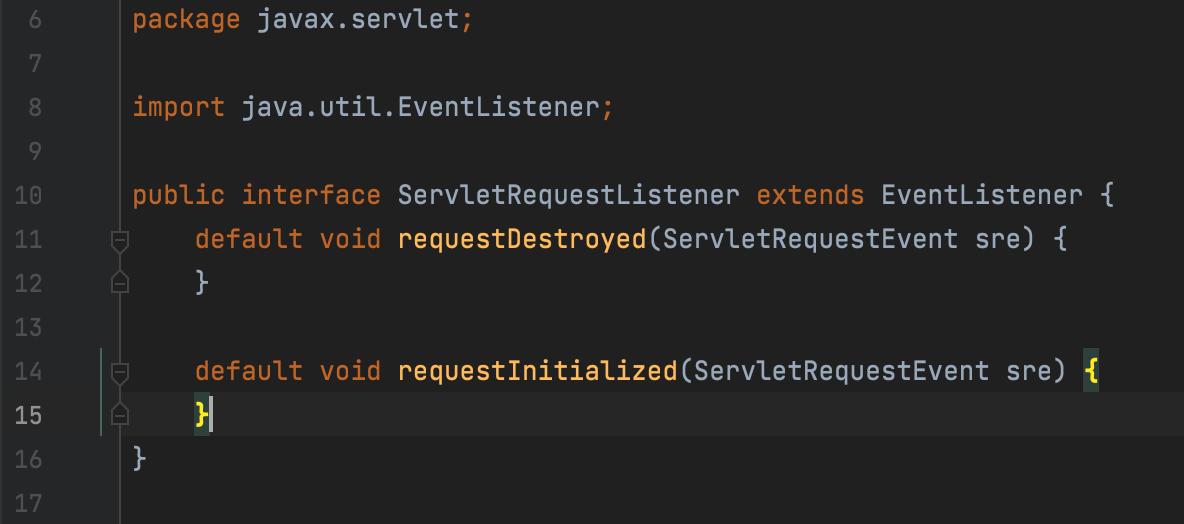 6 package javax.servlet;
7
8 import java.util.EventListener;
9
10 public interface ServletRequestListener extends EventListener {
11     default void requestDestroyed(ServletRequestEvent sre) {
12     }
13
14     default void requestInitialized(ServletRequestEvent sre) {
15     }
16 }
17